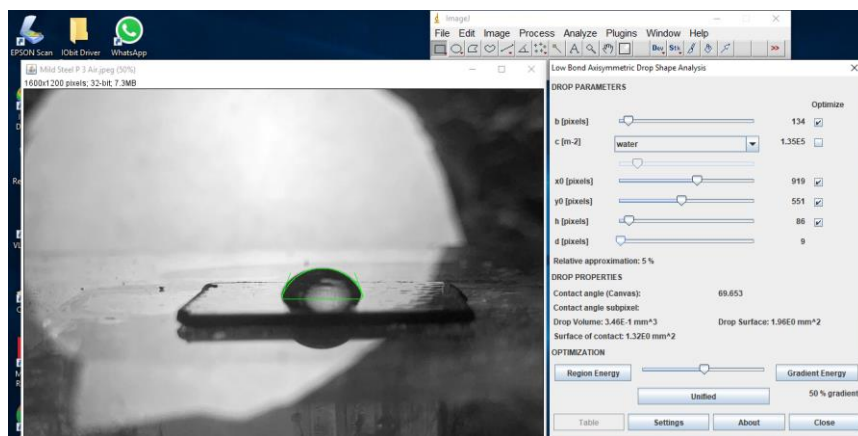 ImageJ
File Edit Image Process Analyze Plugins Window Help
Dev Stk
EPSON Scan IObit Driver WhatsApp
Mild Steel P 3 Air.jpeg (50%)
1600x1200 pixels; 32-bit; 7.3MB
Low Bond Axisymmetric Drop Shape Analysis
DROP PARAMETERS
Optimize
b [pixels] 134
c [m-2] water 1.35E5
x0 [pixels] 919
y0 [pixels] 551
h [pixels] 86
d [pixels] 9
Relative approximation: 5 %
DROP PROPERTIES
Contact angle (Canvas): 69.653
Contact angle subpixel:
Drop Volume: 3.46E-1 mm^3 Drop Surface: 1.96E0 mm^2
Surface of contact: 1.32E0 mm^2
OPTIMIZATION
Region Energy Gradient Energy
Unified 50 % gradient
Table Settings About Close